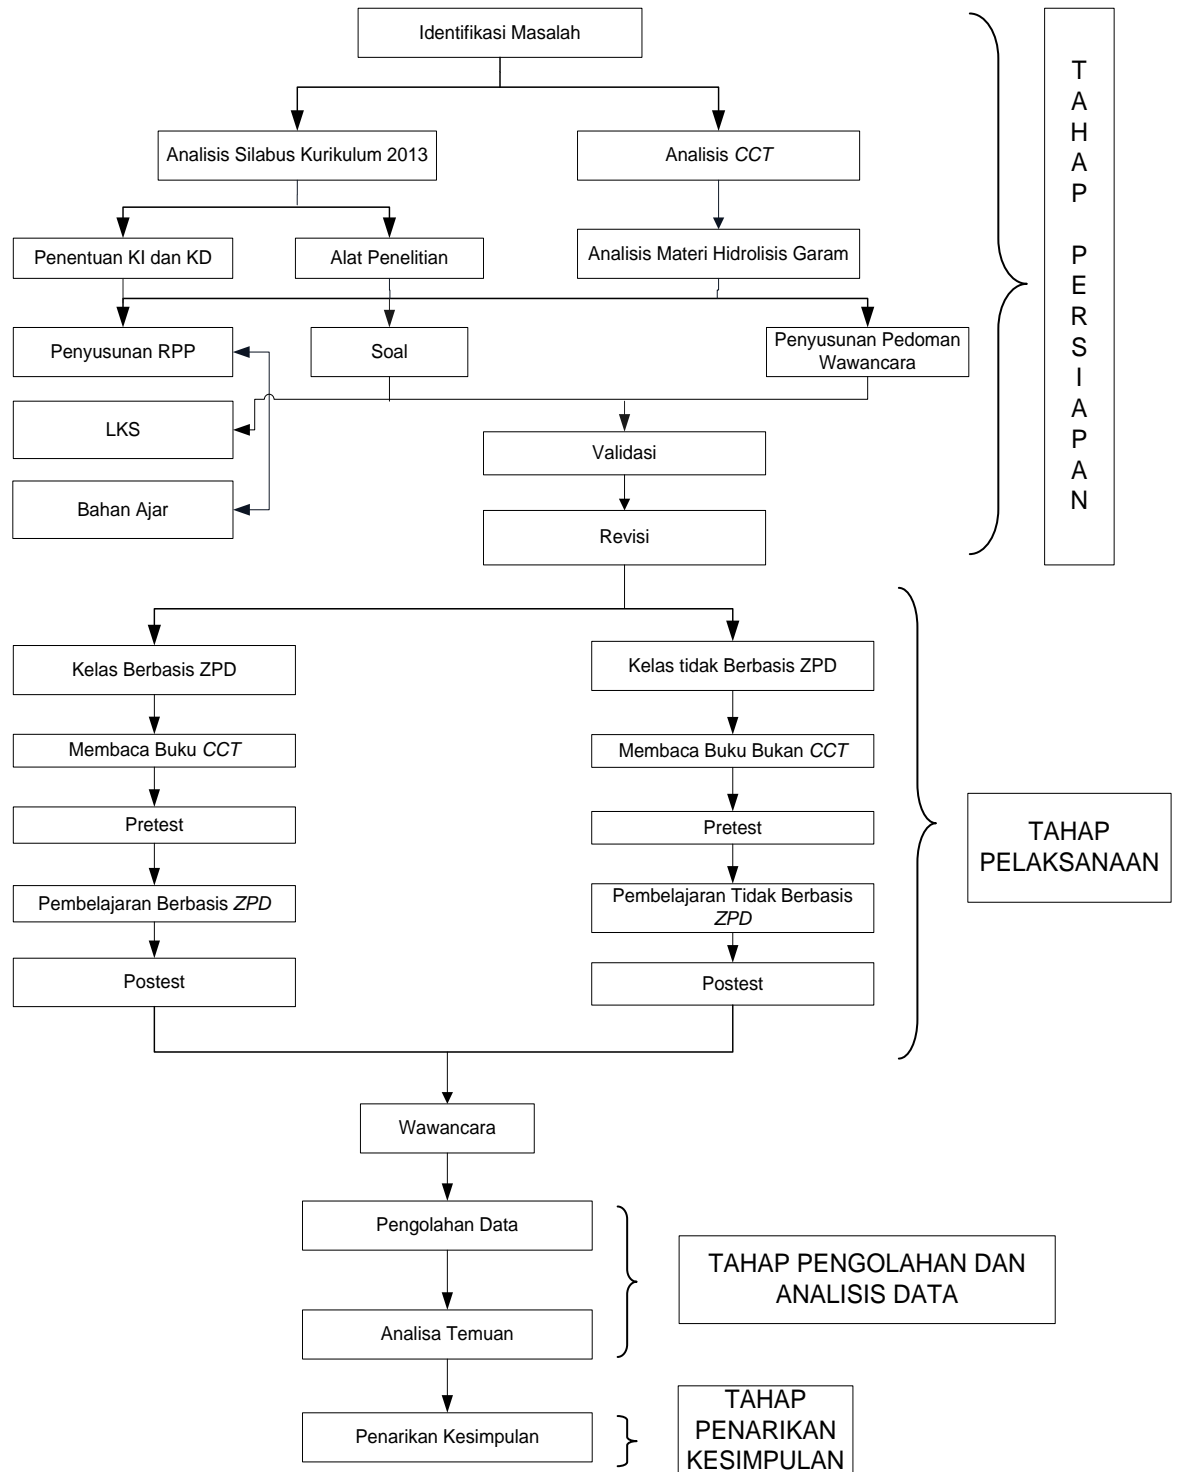 Identifikasi Masalah
Analisis Silabus Kurikulum 2013
Analisis CCT
Penentuan KI dan KD
Alat Penelitian
Analisis Materi Hidrolisis Garam
Penyusunan RPP
Soal
Penyusunan Pedoman
Wawancara
LKS
Validasi
Bahan Ajar
Revisi
TAHAP PERSIAPAN
Kelas Berbasis ZPD
Kelas tidak Berbasis ZPD
Membaca Buku CCT
Membaca Buku Bukan CCT
Pretest
Pretest
Pembelajaran Berbasis ZPD
Pembelajaran Tidak Berbasis
ZPD
Postest
Postest
TAHAP
PELAKSANAAN
Wawancara
Pengolahan Data
Analisa Temuan
TAHAP PENGOLAHAN DAN
ANALISIS DATA
Penarikan Kesimpulan
TAHAP
PENARIKAN
KESIMPULAN